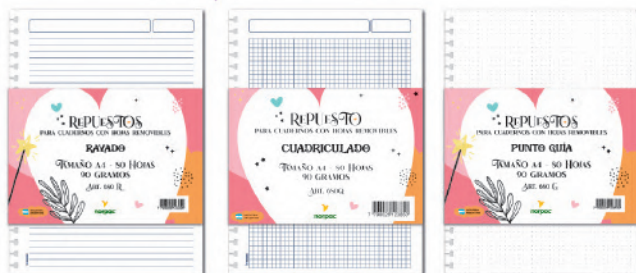 REPUESTOS
PARA CUADERNOS CON HOJAS REMOVIBLES
RAYADO
TAMAÑO A4 - 80 HOJAS
90 GRAMOS
norpac
REPUESTO
PARA CUADERNOS CON HOJAS REMOVIBLES
CUADRICULADO
TAMAÑO A4 - 80 HOJAS
90 GRAMOS
norpac
REPUESTOS
PARA CUADERNOS CON HOJAS REMOVIBLES
PUNTO GUÍA
TAMAÑO A4 - 80 HOJAS
90 GRAMOS
norpac